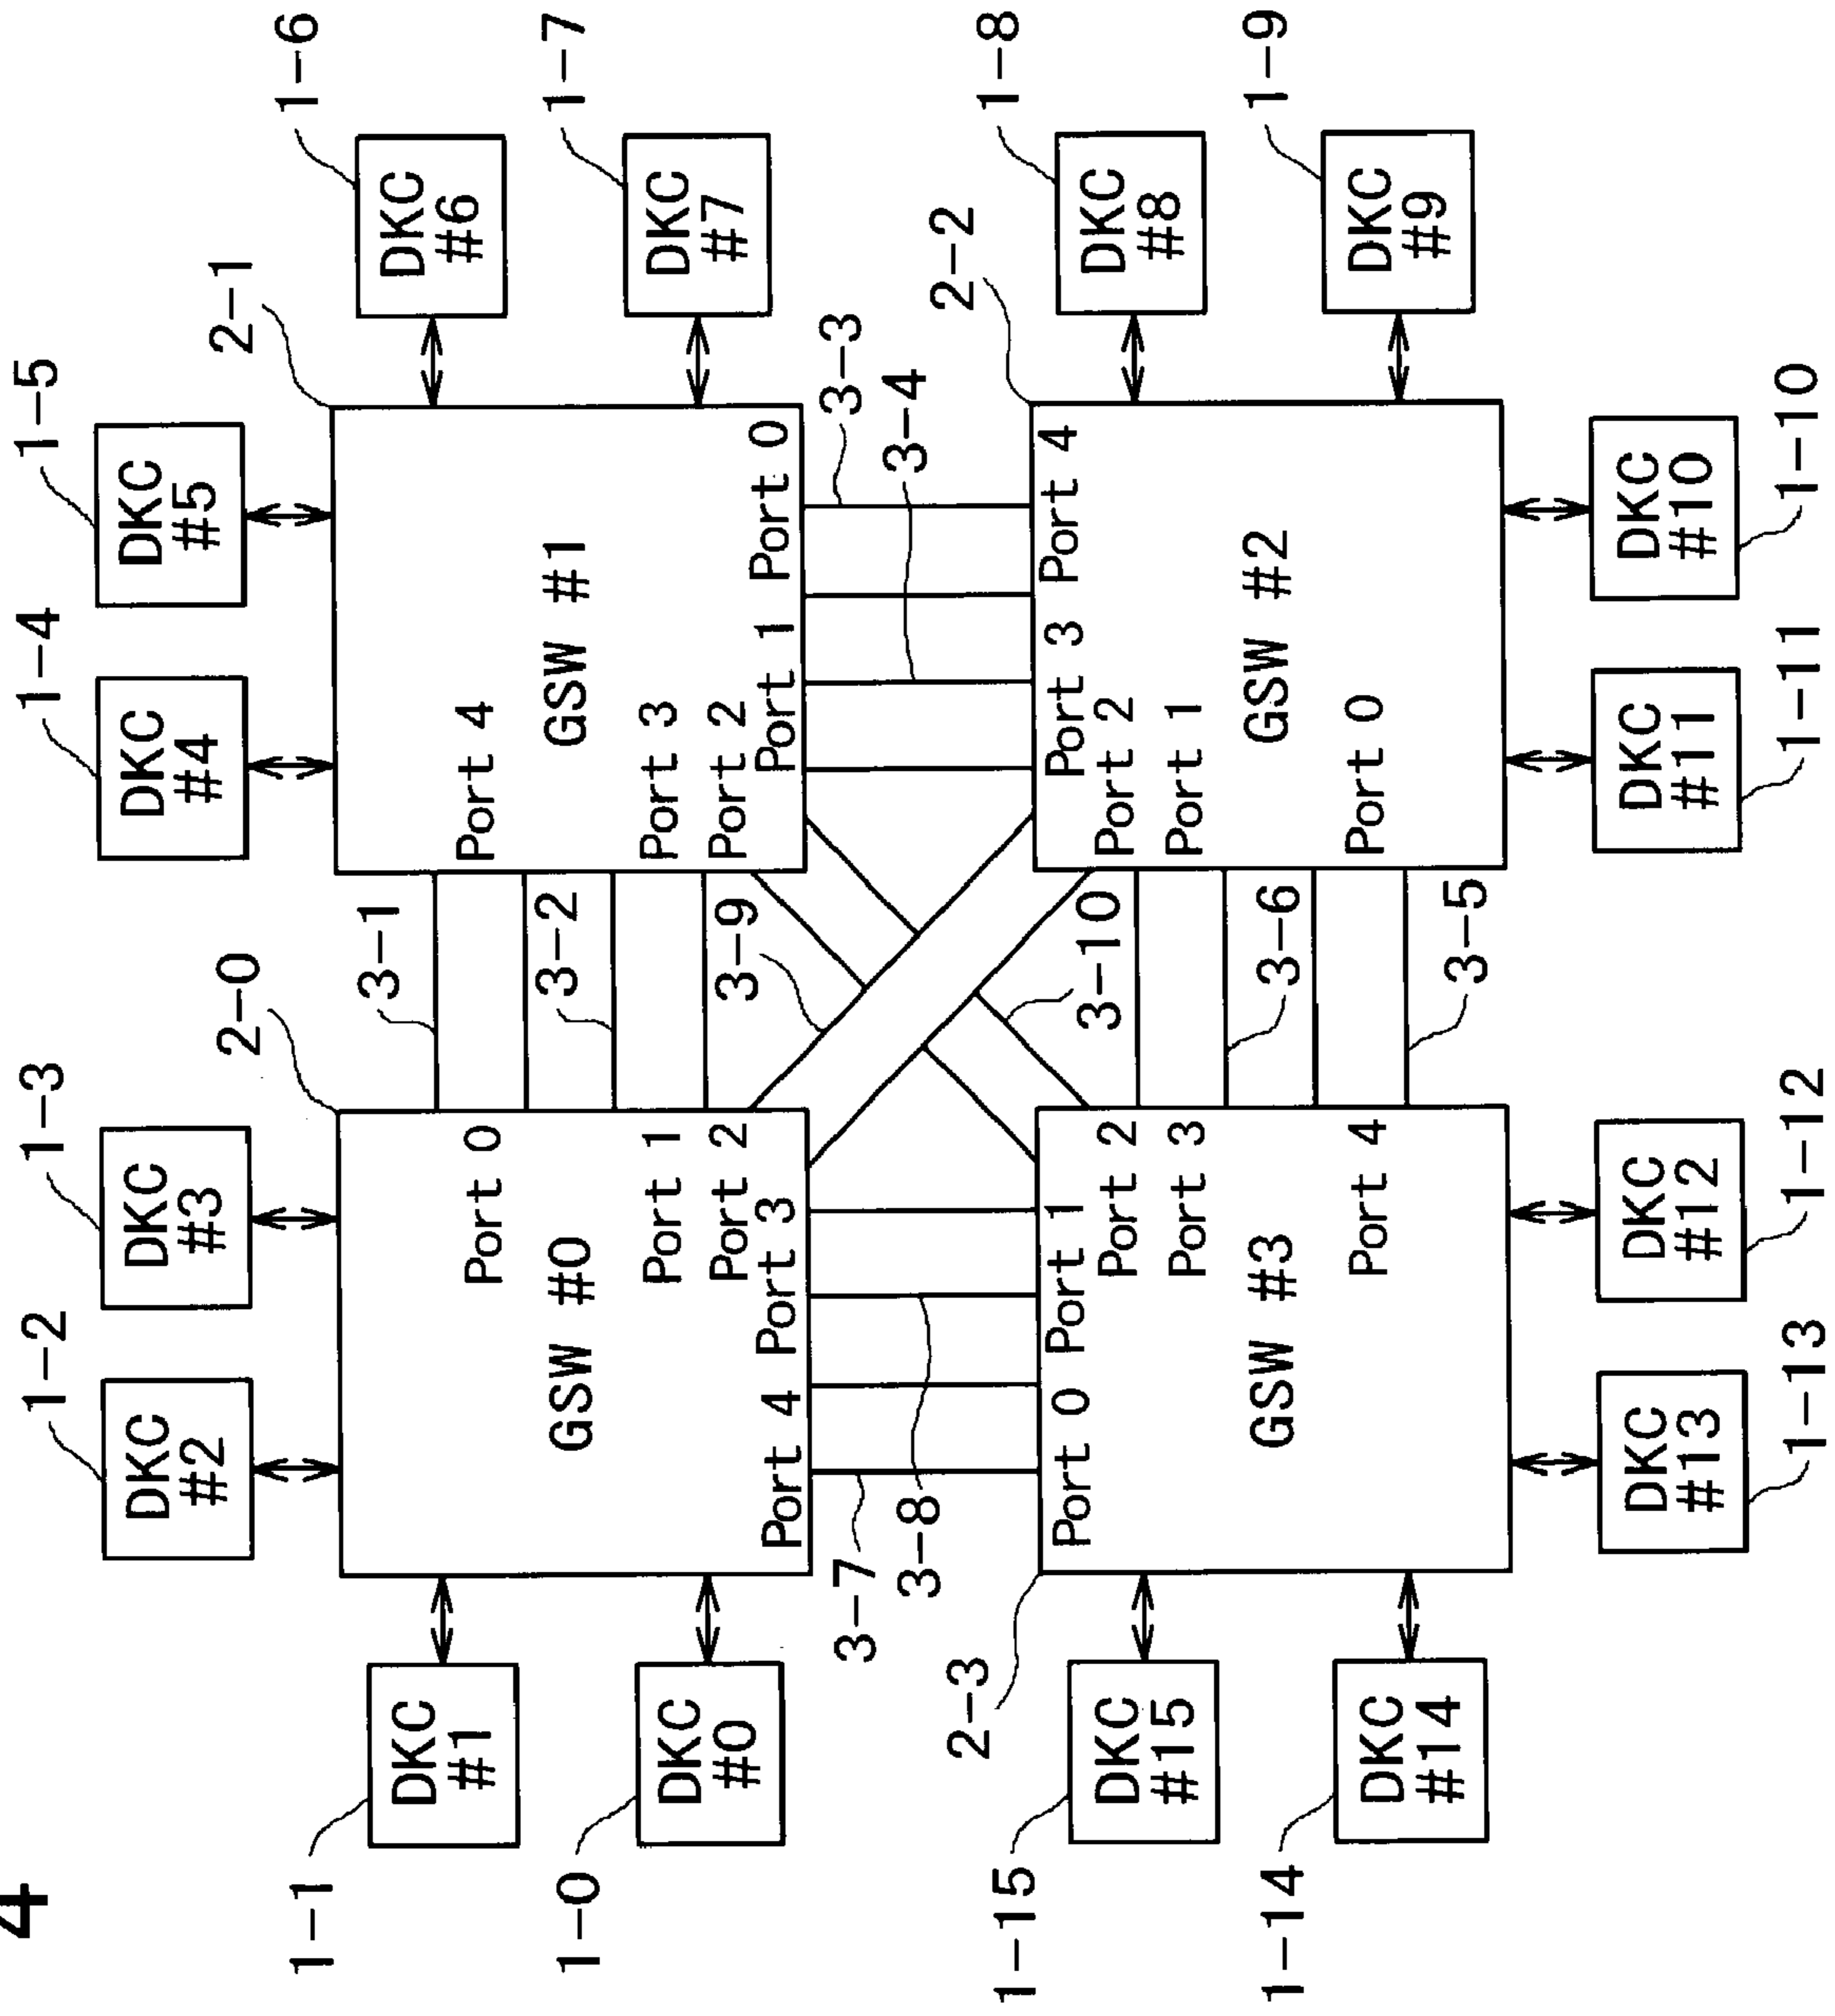 4
1-1
1-0
1-15
1-14
1-2
1-3
1-4
1-5
1-6
1-7
1-8
1-9
1-10
1-11
1-12
1-13
2-0
2-1
2-2
2-3
DKC
#0
DKC
#1
DKC
#2
DKC
#3
DKC
#4
DKC
#5
DKC
#6
DKC
#7
DKC
#8
DKC
#9
DKC
#10
DKC
#11
DKC
#12
DKC
#13
DKC
#14
DKC
#15
GSW #0
Port 0
Port 1
Port 2
Port 3
Port 4
GSW #1
Port 4
Port 3
Port 2
Port 1
Port 0
GSW #2
Port 4
Port 3
Port 2
Port 1
Port 0
GSW #3
Port 0
Port 1
Port 2
Port 3
Port 4
3-1
3-2
3-3
3-4
3-5
3-6
3-7
3-8
3-9
3-10